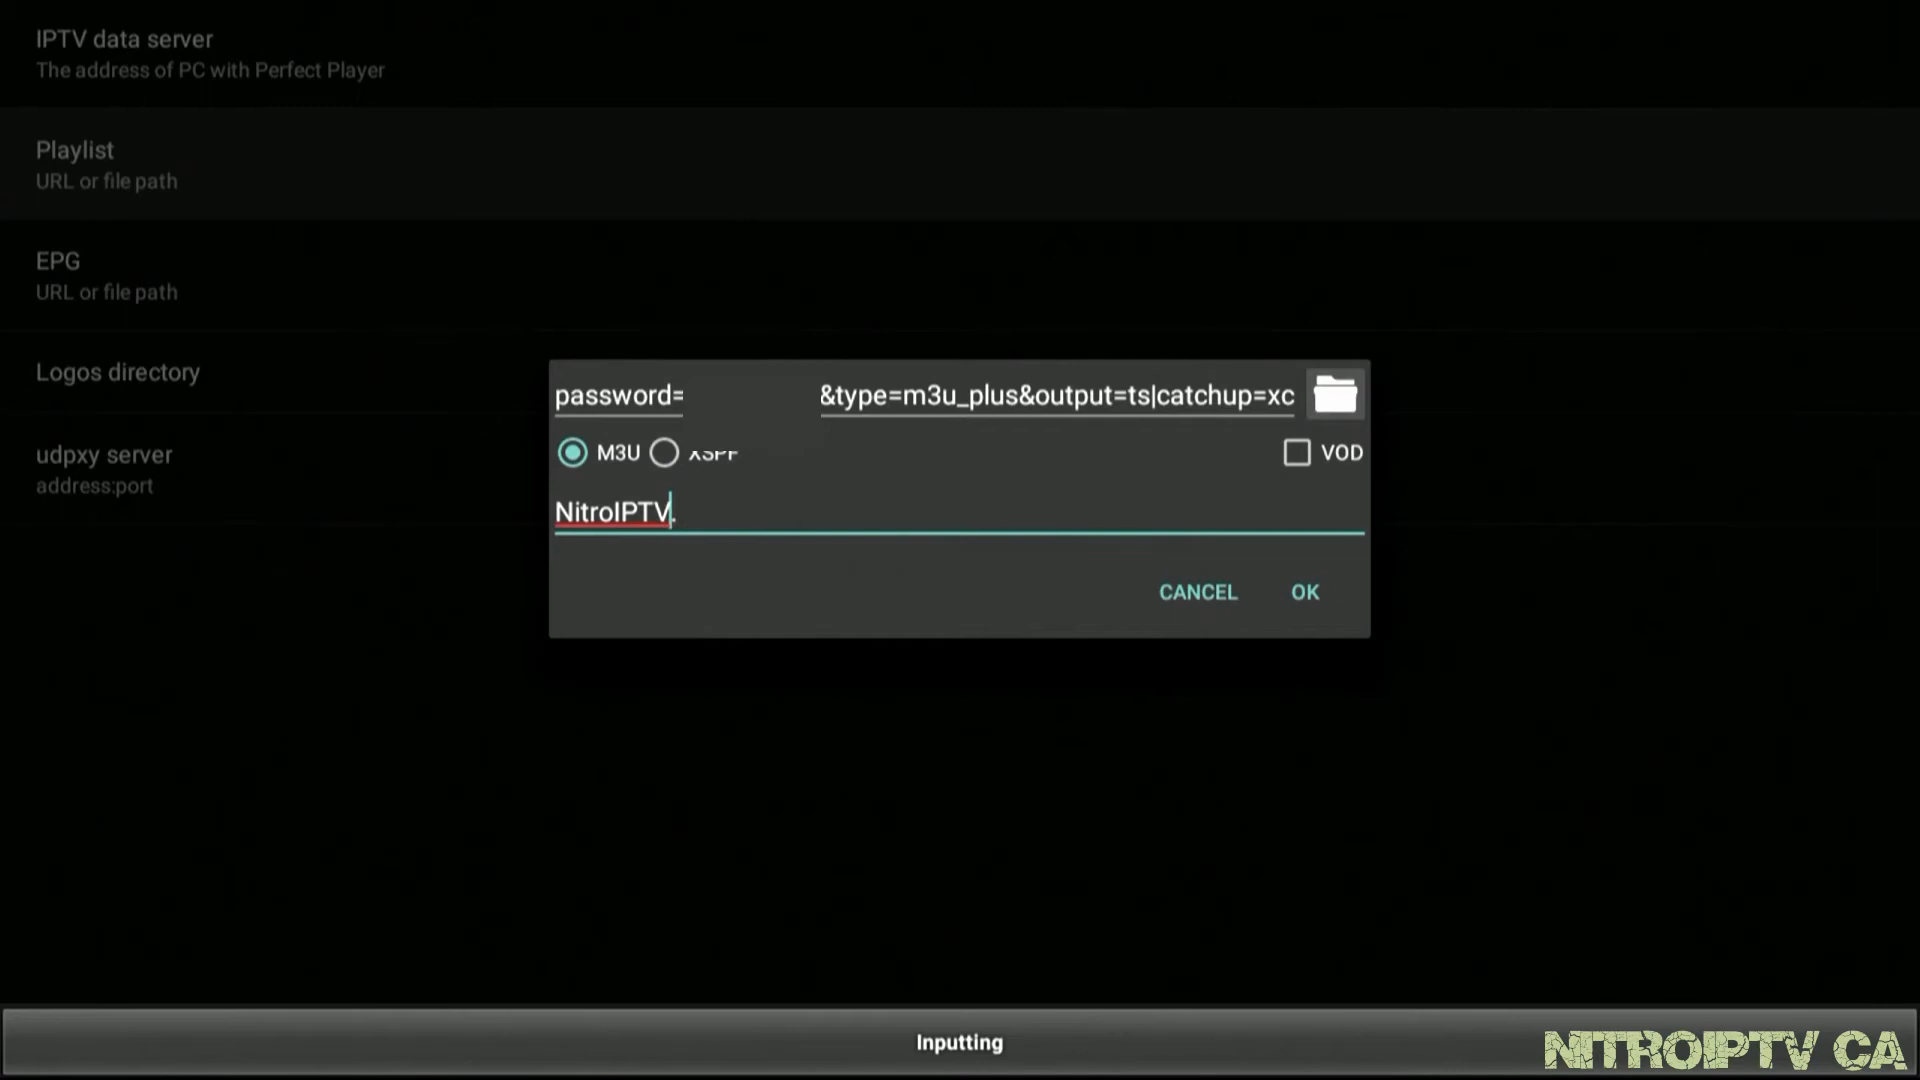 IPTV data server
The address of PC with Perfect Player
Playlist
URL or file path
EPG
URL or file path
Logos directory
udpxy server
address:port
password= &type=m3u_plus&output=ts|catchup=xc
M3U XSPF VOD
NitroIPTV.
CANCEL OK
Inputting
NITROIPTV CA